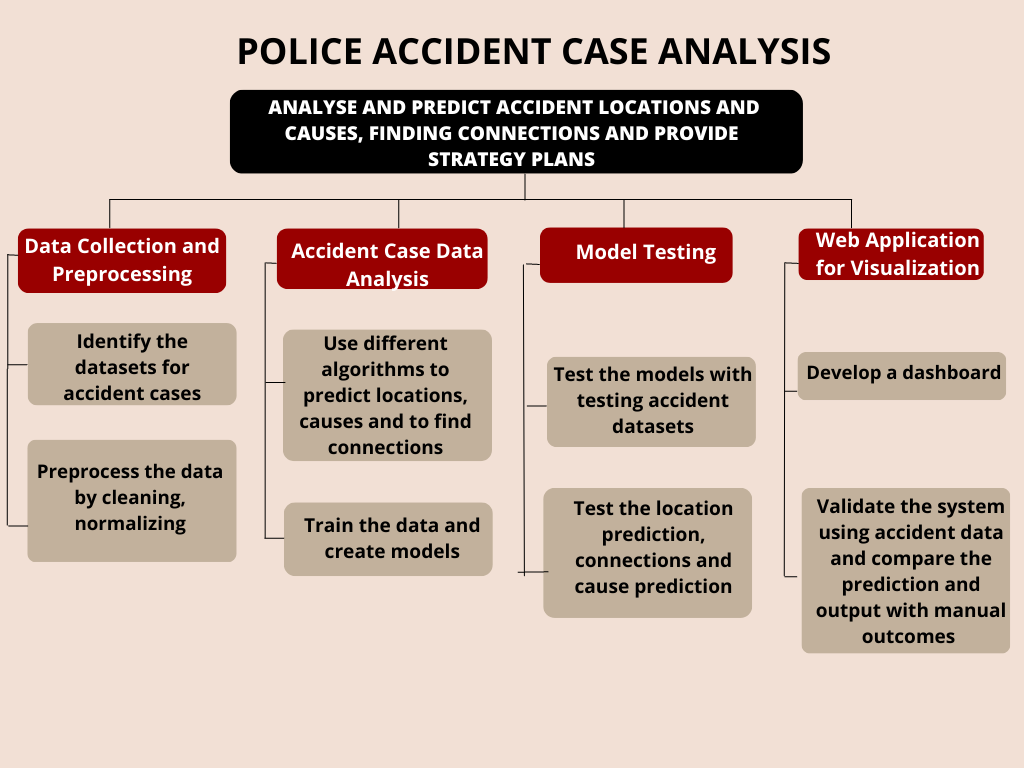 POLICE ACCIDENT CASE ANALYSIS
ANALYSE AND PREDICT ACCIDENT LOCATIONS AND
CAUSES, FINDING CONNECTIONS AND PROVIDE
STRATEGY PLANS
Data Collection and
Preprocessing
Identify the
datasets for
accident cases
Preprocess the data
by cleaning,
normalizing
Accident Case Data
Analysis
Use different
algorithms to
predict locations,
causes and to find
connections
Train the data and
create models
Model Testing
Test the models with
testing accident
datasets
Test the location
prediction,
connections and
cause prediction
Web Application
for Visualization
Develop a dashboard
Validate the system
using accident data
and compare the
prediction and
output with manual
outcomes